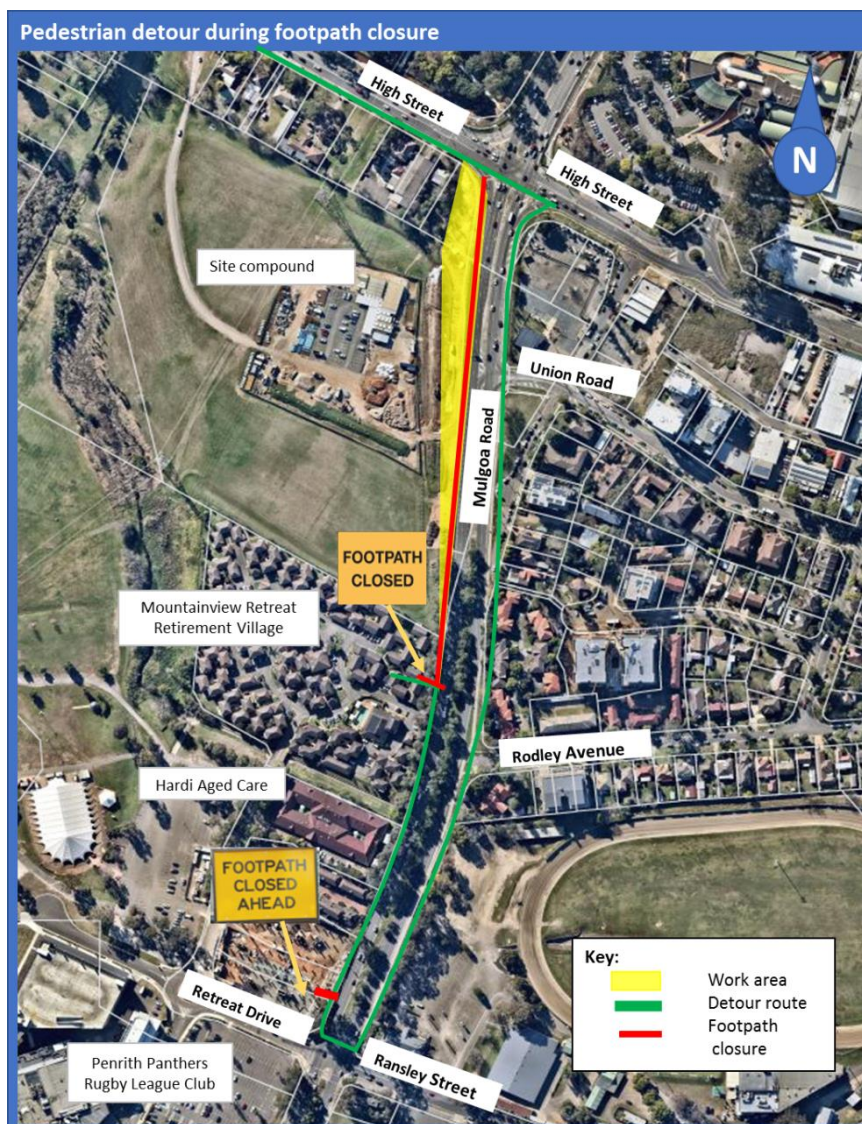 Pedestrian detour during footpath closure
High Street
High Street
N
Site compound
Union Road
Mulgoa Road
FOOTPATH
CLOSED
Mountainview Retreat
Retirement Village
Rodley Avenue
Hardi Aged Care
FOOTPATH
CLOSED
AHEAD
Key:
Work area
Detour route
Footpath
closure
Retreat Drive
Ransley Street
Penrith Panthers
Rugby League Club